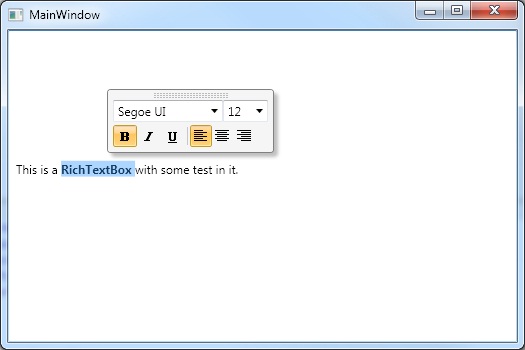 MainWindow
Segoe UI 12
B I U
This is a RichTextBox with some test in it.